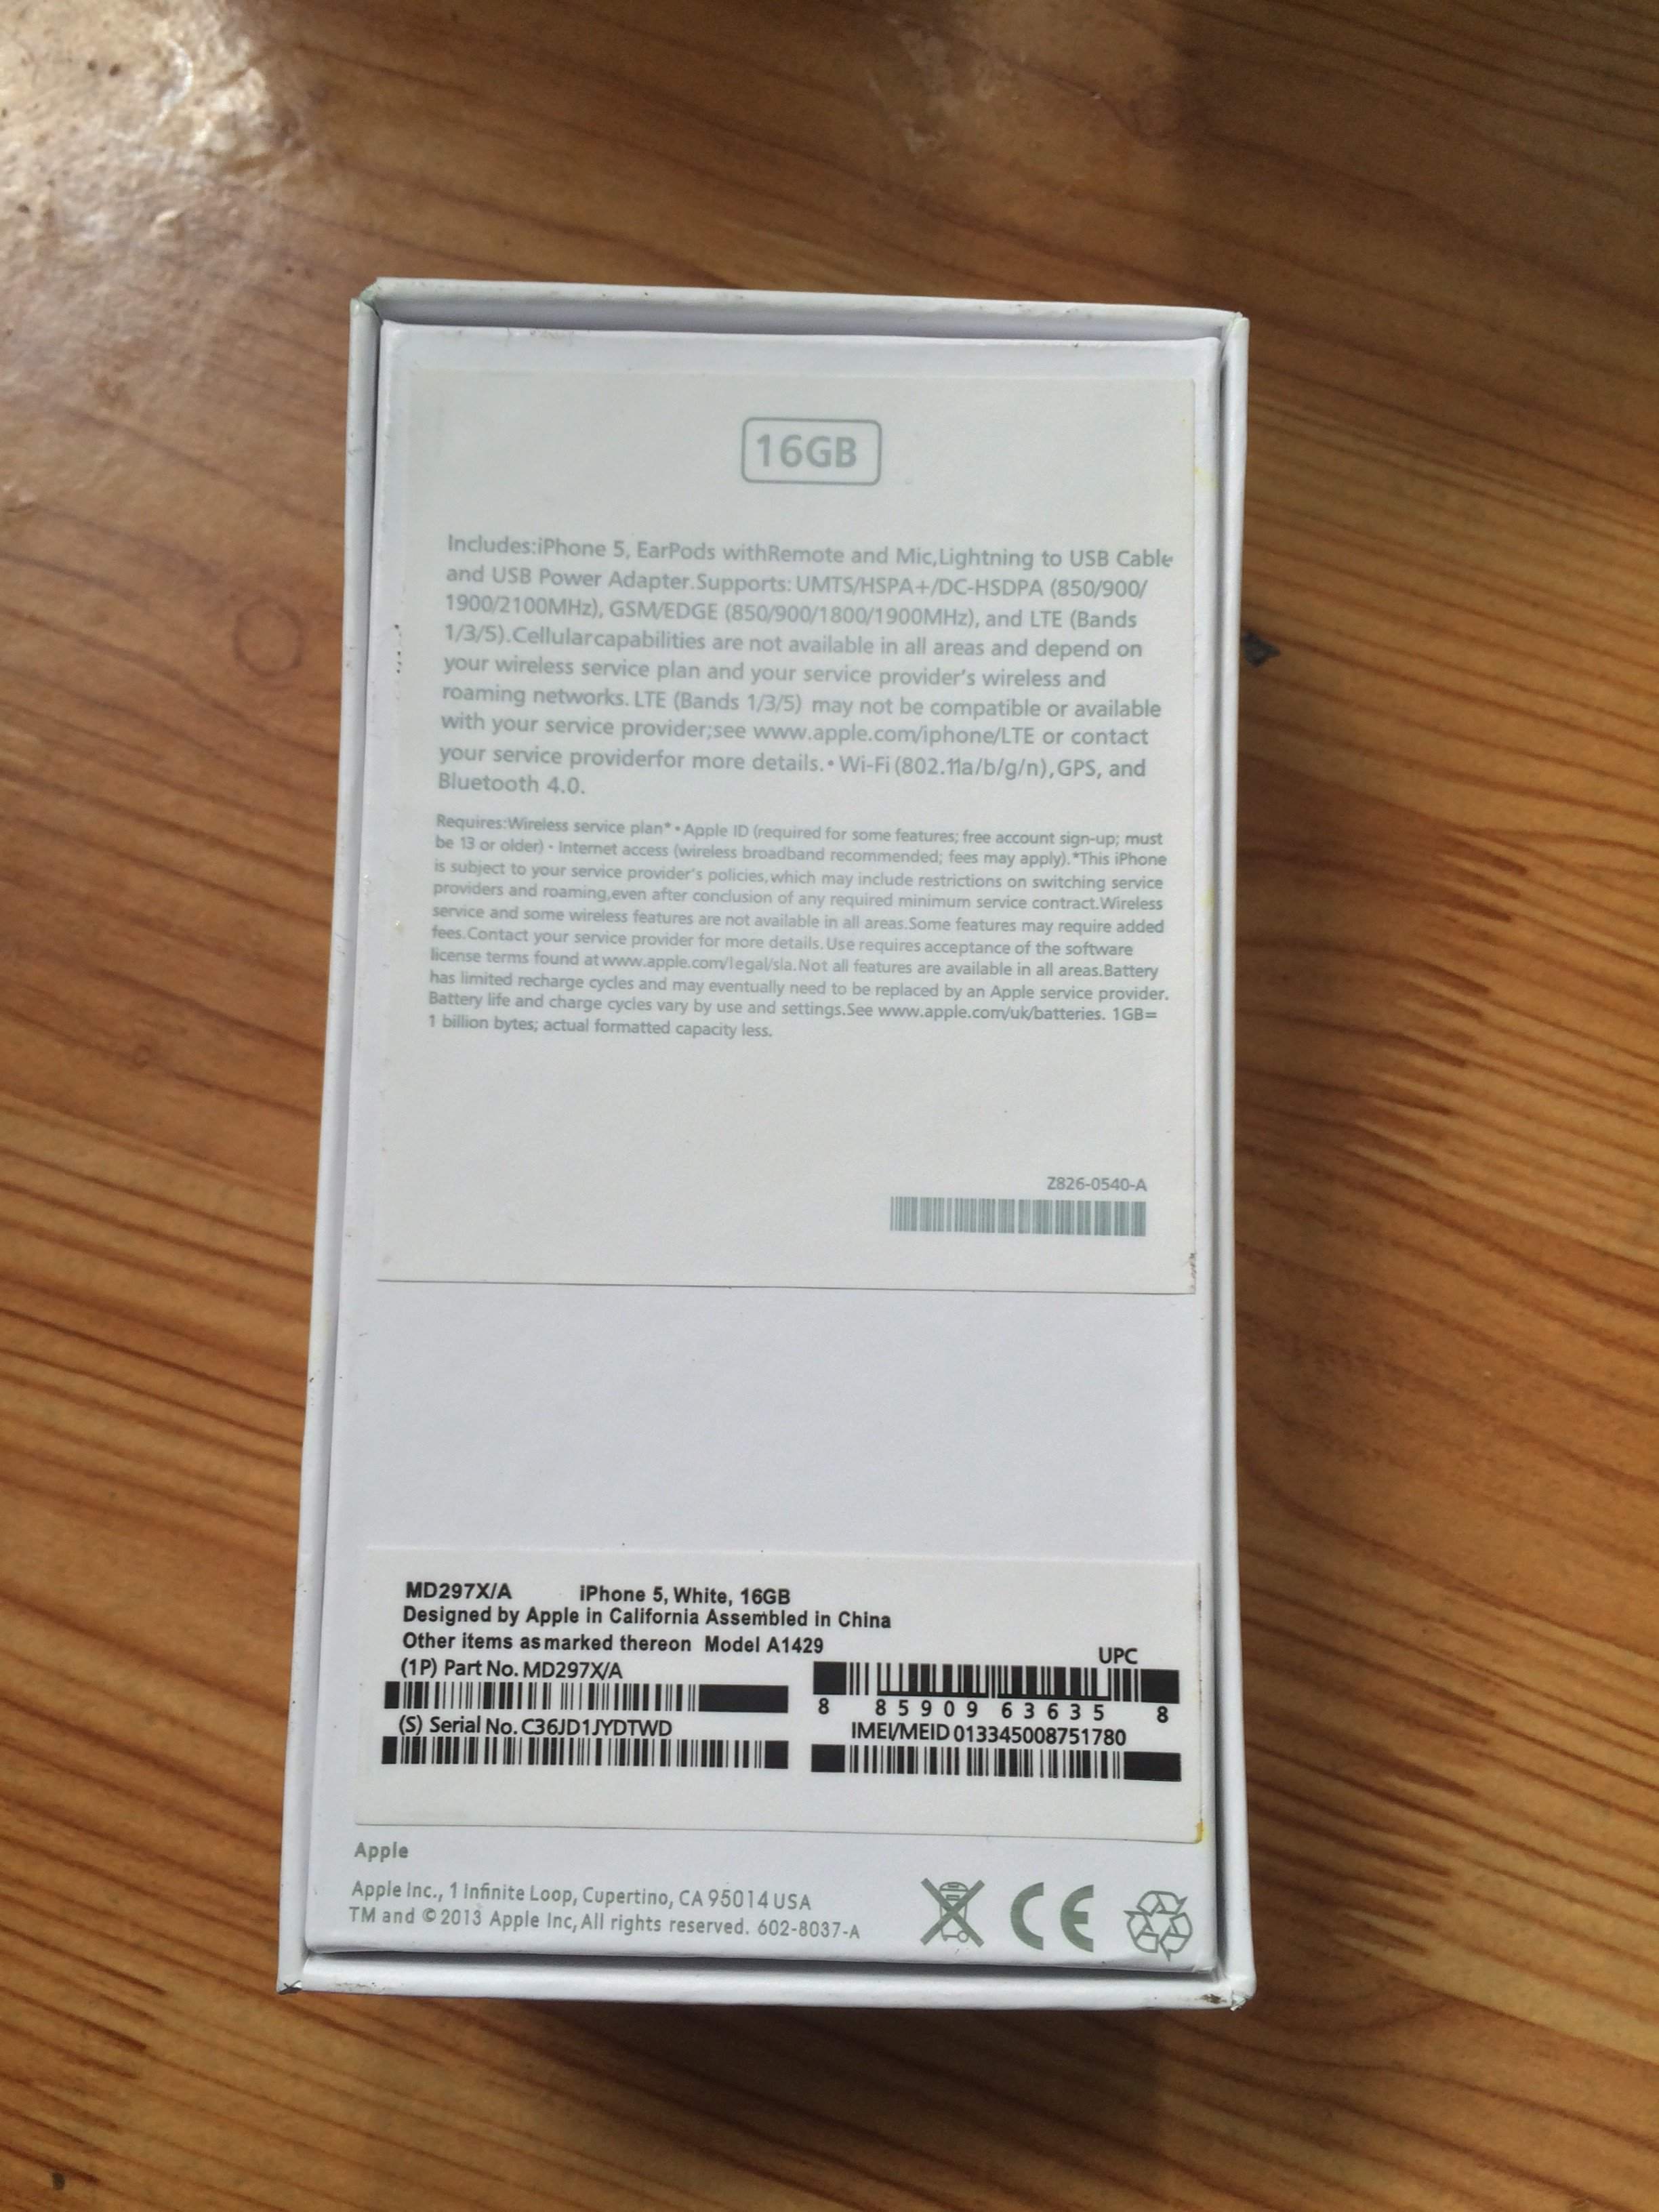 16GB
Includes:iPhone 5, EarPods withRemote and Mic,Lightning to USB Cable
and USB Power Adapter.Supports: UMTS/HSPA+/DC-HSDPA (850/900/
1900/2100MHz), GSM/EDGE (850/900/1800/1900MHz), and LTE (Bands
1/3/5).Cellularcapabilities are not available in all areas and depend on
your wireless service plan and your service provider's wireless and
roaming networks. LTE (Bands 1/3/5) may not be compatible or available
with your service provider;see www.apple.com/iphone/LTE or contact
your service providerfor more details. • Wi-Fi (802.11a/b/g/n), GPS, and
Bluetooth 4.0.
Requires:Wireless service plan* • Apple ID (required for some features; free account sign-up; must
be 13 or older) • Internet access (wireless broadband recommended; fees may apply).*This iPhone
is subject to your service provider's policies,which may include restrictions on switching service
providers and roaming,even after conclusion of any required minimum service contract.Wireless
service and some wireless features are not available in all areas.Some features may require added
fees.Contact your service provider for more details.Use requires acceptance of the software
license terms found at www.apple.com/legal/sla.Not all features are available in all areas.Battery
has limited recharge cycles and may eventually need to be replaced by an Apple service provider.
Battery life and charge cycles vary by use and settings.See www.apple.com/uk/batteries. 1GB=
1 billion bytes; actual formatted capacity less.
Z826-0540-A
MD297X/A iPhone 5, White, 16GB
Designed by Apple in California Assembled in China
Other items as marked thereon Model A1429
UPC
(1P) Part No. MD297X/A
8 85909 63635 8
(S) Serial No. C36JD1JYDTWD
IMEI/MEID 013345008751780
Apple
Apple Inc., 1 Infinite Loop, Cupertino, CA 95014 USA
TM and © 2013 Apple Inc, All rights reserved. 602-8037-A
CE